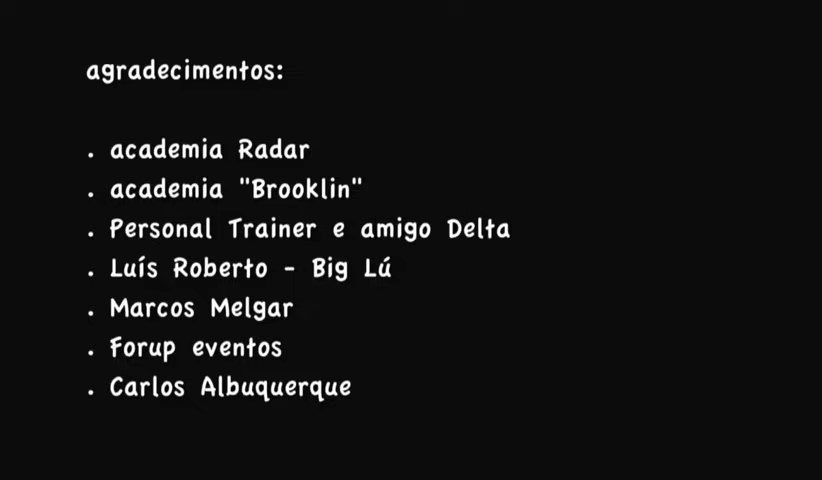 agradecimentos:
. academia Radar
. academia "Brooklin"
. Personal Trainer e amigo Delta
. Luís Roberto - Big Lú
. Marcos Melgar
. Forup eventos
. Carlos Albuquerque